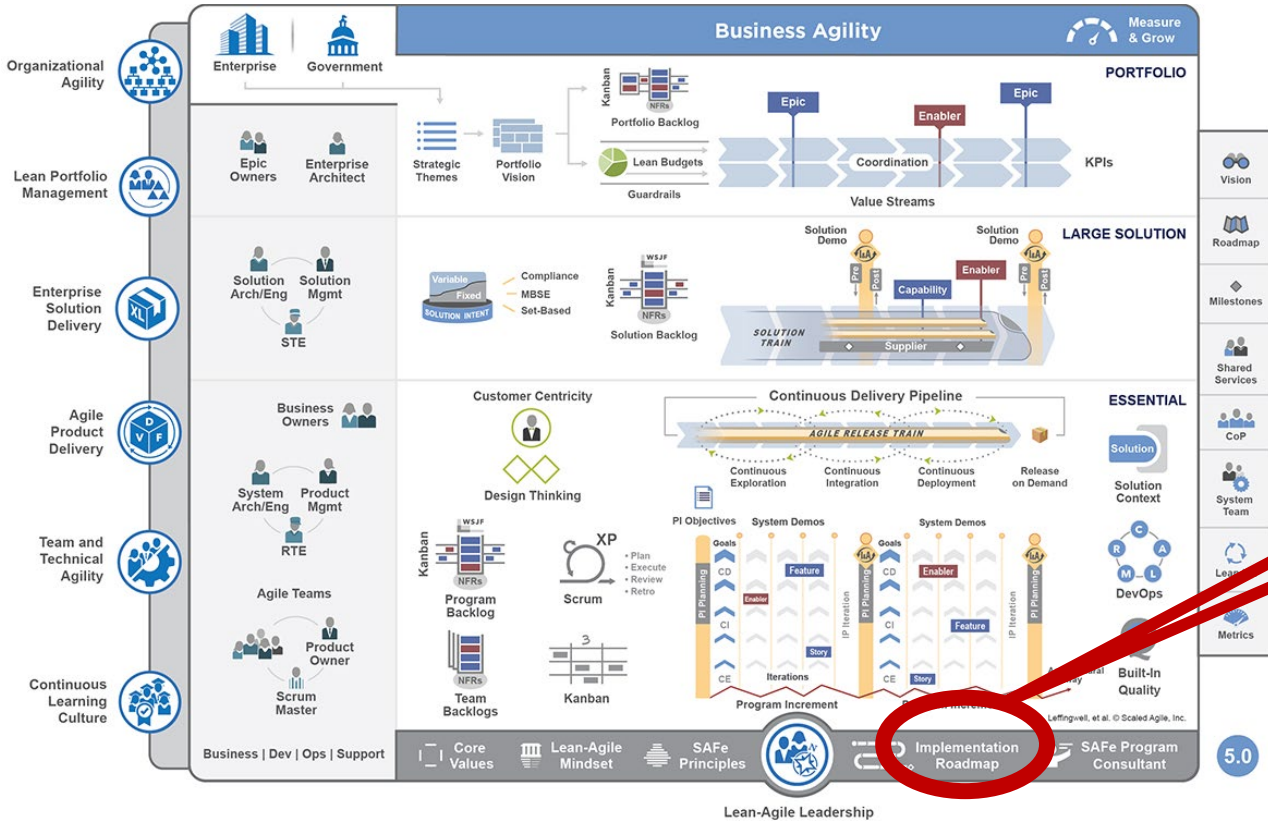 Business Agility
Measure
& Grow
Organizational
Agility
Lean Portfolio
Management
Enterprise
Solution
Delivery
Agile
Product
Delivery
Team and
Technical
Agility
Continuous
Learning
Culture
Enterprise
Government
Epic
Owners
Enterprise
Architect
Solution
Arch/Eng
Solution
Mgmt
STE
Business
Owners
System
Arch/Eng
Product
Mgmt
RTE
Agile Teams
Product
Owner
Scrum
Master
Business | Dev | Ops | Support
PORTFOLIO
Strategic
Themes
Portfolio
Vision
Kanban
NFRs
Portfolio Backlog
Lean Budgets
Guardrails
Epic
Enabler
Epic
Coordination
KPIs
Value Streams
LARGE SOLUTION
Variable
Fixed
SOLUTION INTENT
Compliance
MBSE
Set-Based
Kanban
WSJF
NFRs
Solution Backlog
Solution
Demo
I&A
Pre
Post
Capability
Enabler
Solution
Demo
I&A
Pre
Post
SOLUTION
TRAIN
Supplier
ESSENTIAL
Customer Centricity
Design Thinking
Continuous Delivery Pipeline
AGILE RELEASE TRAIN
Continuous
Exploration
Continuous
Integration
Continuous
Deployment
Release
on Demand
Solution
Solution
Context
Kanban
WSJF
NFRs
Program
Backlog
XP
Scrum
• Plan
• Execute
• Review
• Retro
NFRs
Team
Backlogs
3
Kanban
PI Objectives
System Demos
System Demos
PI Planning
Goals
CD
CI
CE
Enabler
Feature
Story
Iterations
IP Iteration
I&A
PI Planning
Goals
CD
CI
CE
Enabler
Feature
Story
IP Iteration
I&A
PI Planning
Program Increment
C
A
L
M
R
DevOps
Built-In
Quality
Leffingwell, et al. © Scaled Agile, Inc.
Core
Values
Lean-Agile
Mindset
SAFe
Principles
N
Implementation
Roadmap
SAFe Program
Consultant
Lean-Agile Leadership
Vision
Roadmap
Milestones
Shared
Services
CoP
System
Team
Metrics
5.0
XL
D
V
F